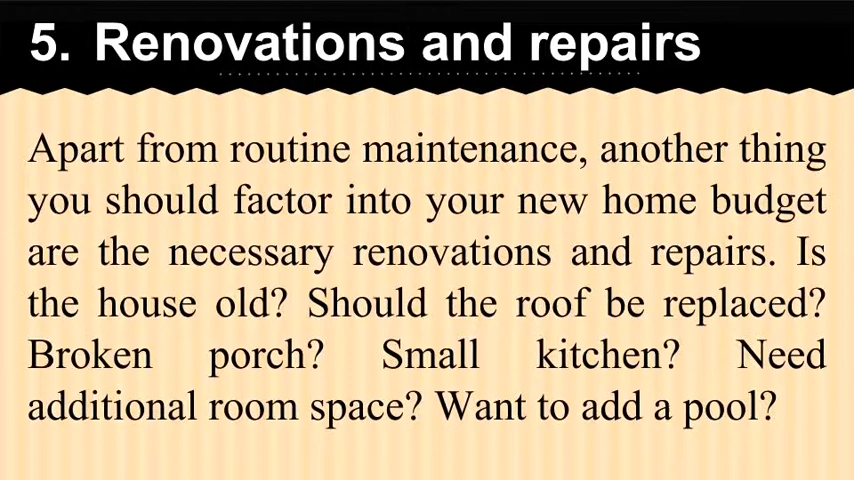 5. Renovations and repairs
Apart from routine maintenance, another thing
you should factor into your new home budget
are the necessary renovations and repairs. Is
the house old? Should the roof be replaced?
Broken porch? Small kitchen? Need
additional room space? Want to add a pool?